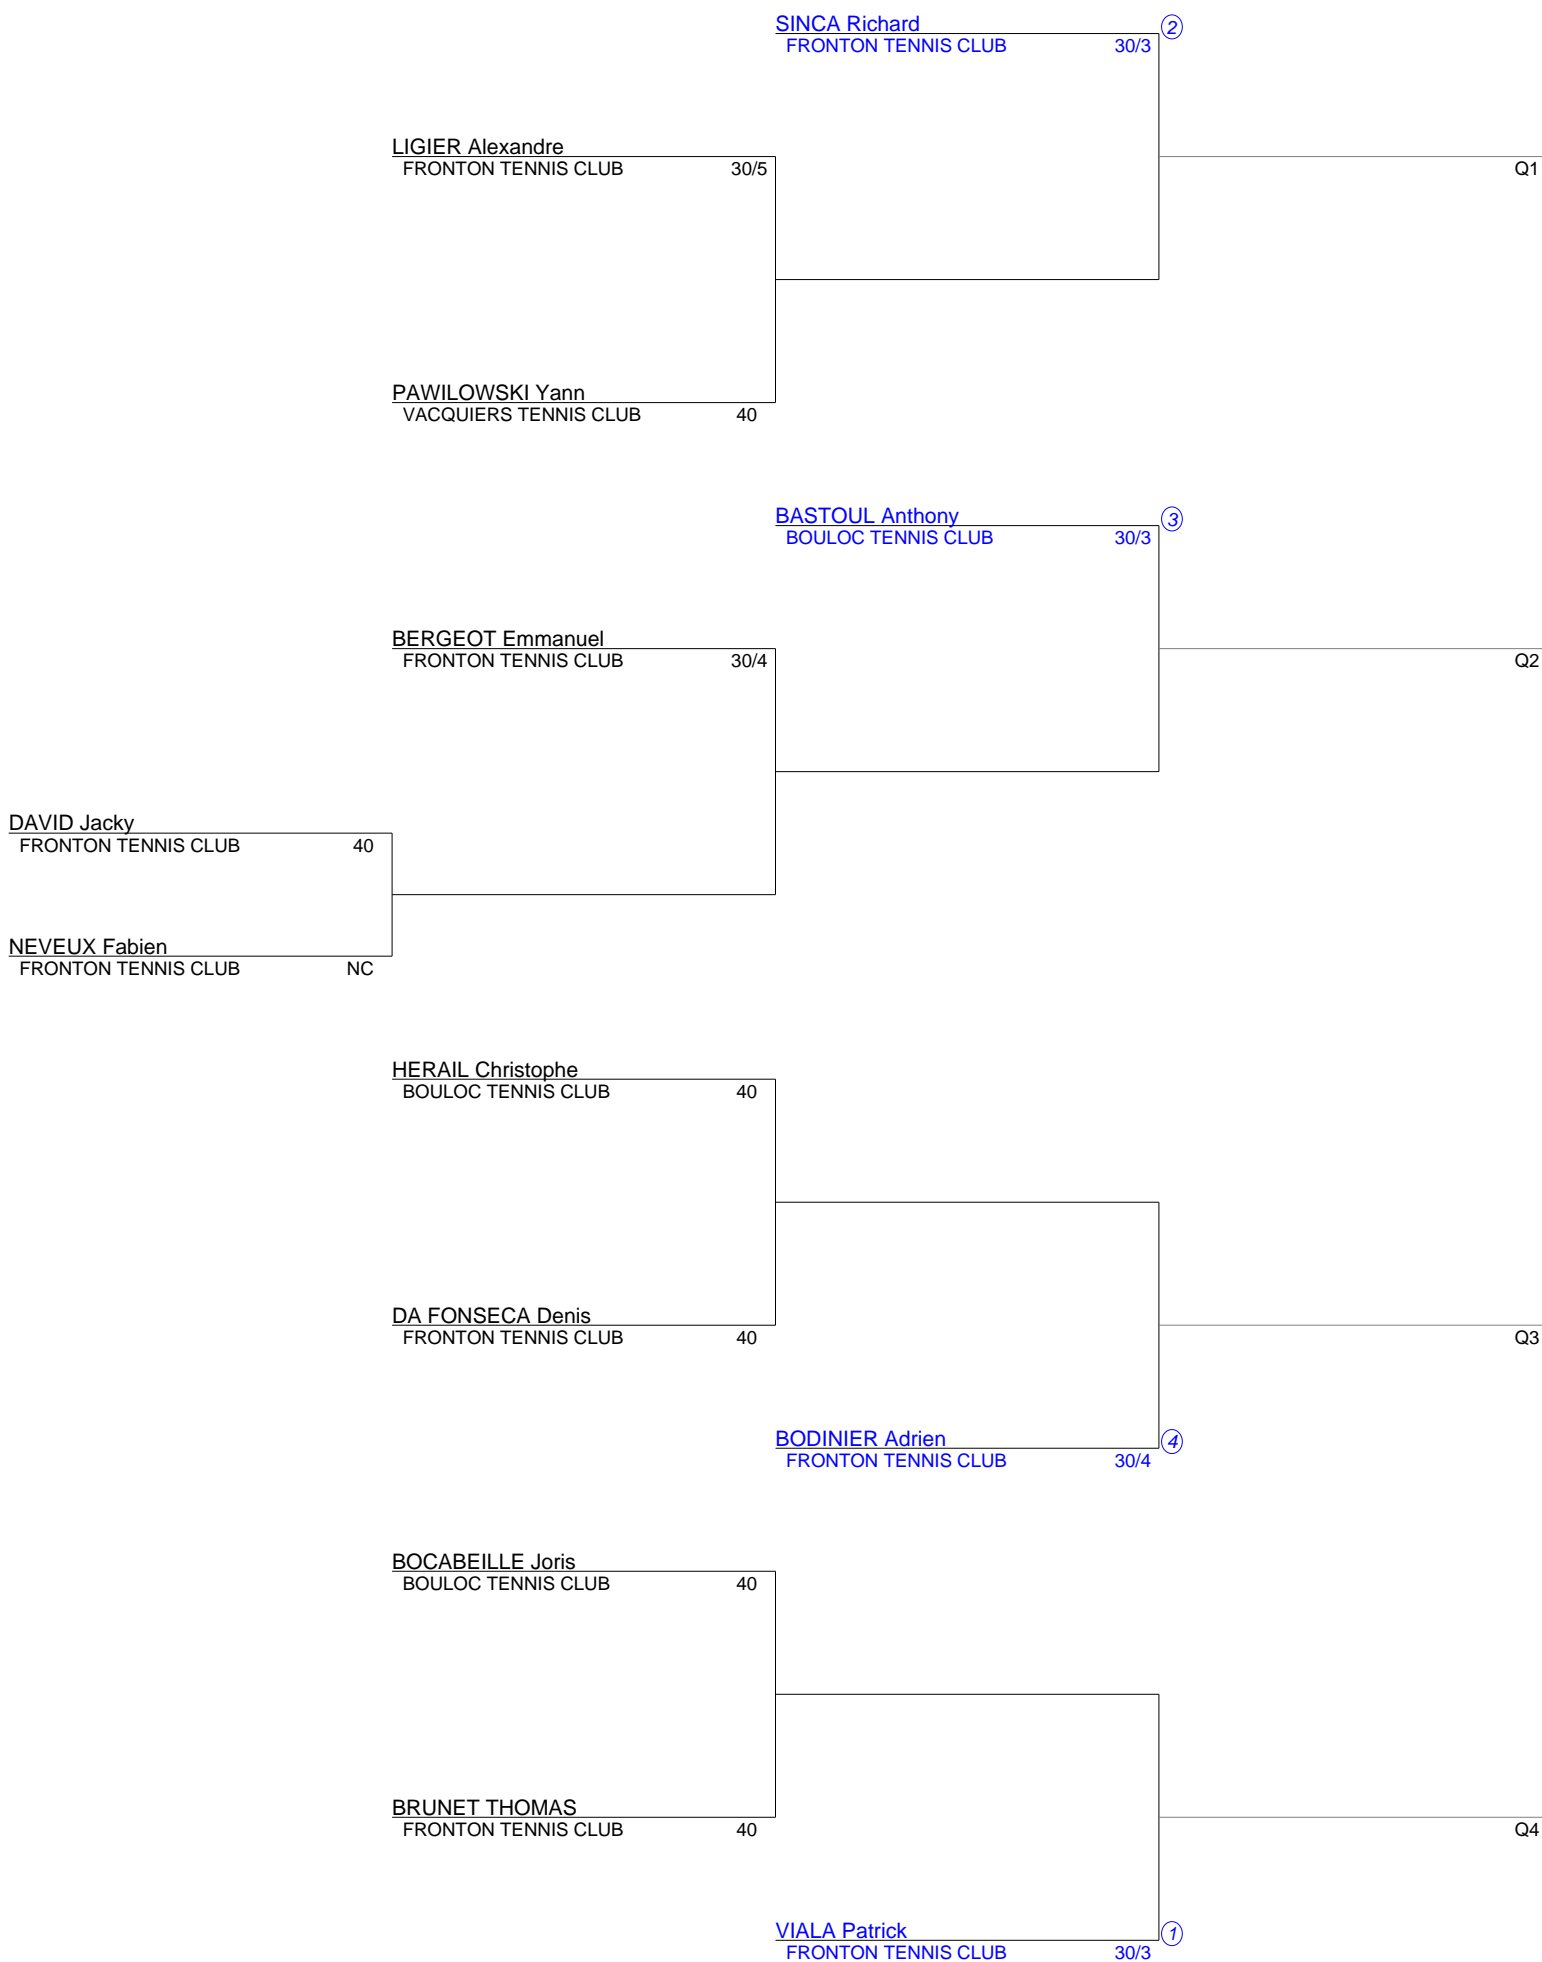 SINCA Richard 2
FRONTON TENNIS CLUB 30/3
LIGIER Alexandre
FRONTON TENNIS CLUB 30/5 Q1
PAWILOWSKI Yann
VACQUIERS TENNIS CLUB 40
BASTOUL Anthony 3
BOULOC TENNIS CLUB 30/3
BERGEOT Emmanuel
FRONTON TENNIS CLUB 30/4 Q2
DAVID Jacky
FRONTON TENNIS CLUB 40
NEVEUX Fabien
FRONTON TENNIS CLUB NC
HERAIL Christophe
BOULOC TENNIS CLUB 40
DA FONSECA Denis
FRONTON TENNIS CLUB 40 Q3
BODINIER Adrien 4
FRONTON TENNIS CLUB 30/4
BOCABEILLE Joris
BOULOC TENNIS CLUB 40
BRUNET THOMAS
FRONTON TENNIS CLUB 40 Q4
VIALA Patrick 1
FRONTON TENNIS CLUB 30/3